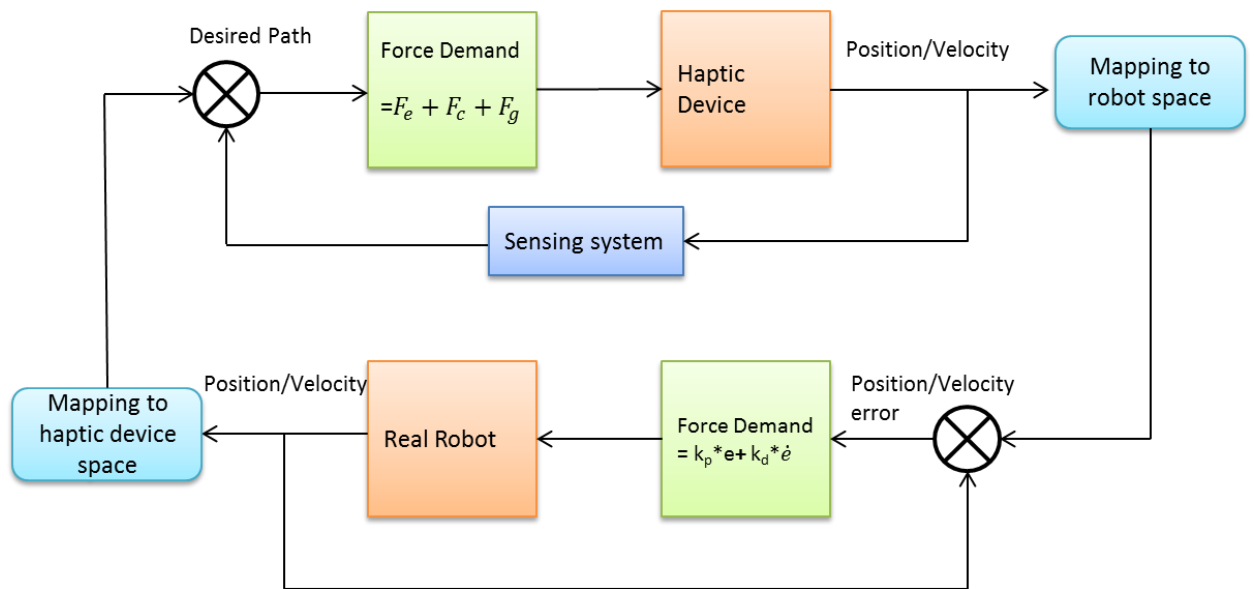 Desired Path
Force Demand
=𝐹𝑒 + 𝐹𝑐 + 𝐹𝑔
Haptic
Device
Position/Velocity
Mapping to
robot space
Sensing system
Mapping to
haptic device
space
Position/Velocity
Real Robot
Force Demand
= kp*e+ kd*ė
Position/Velocity
error